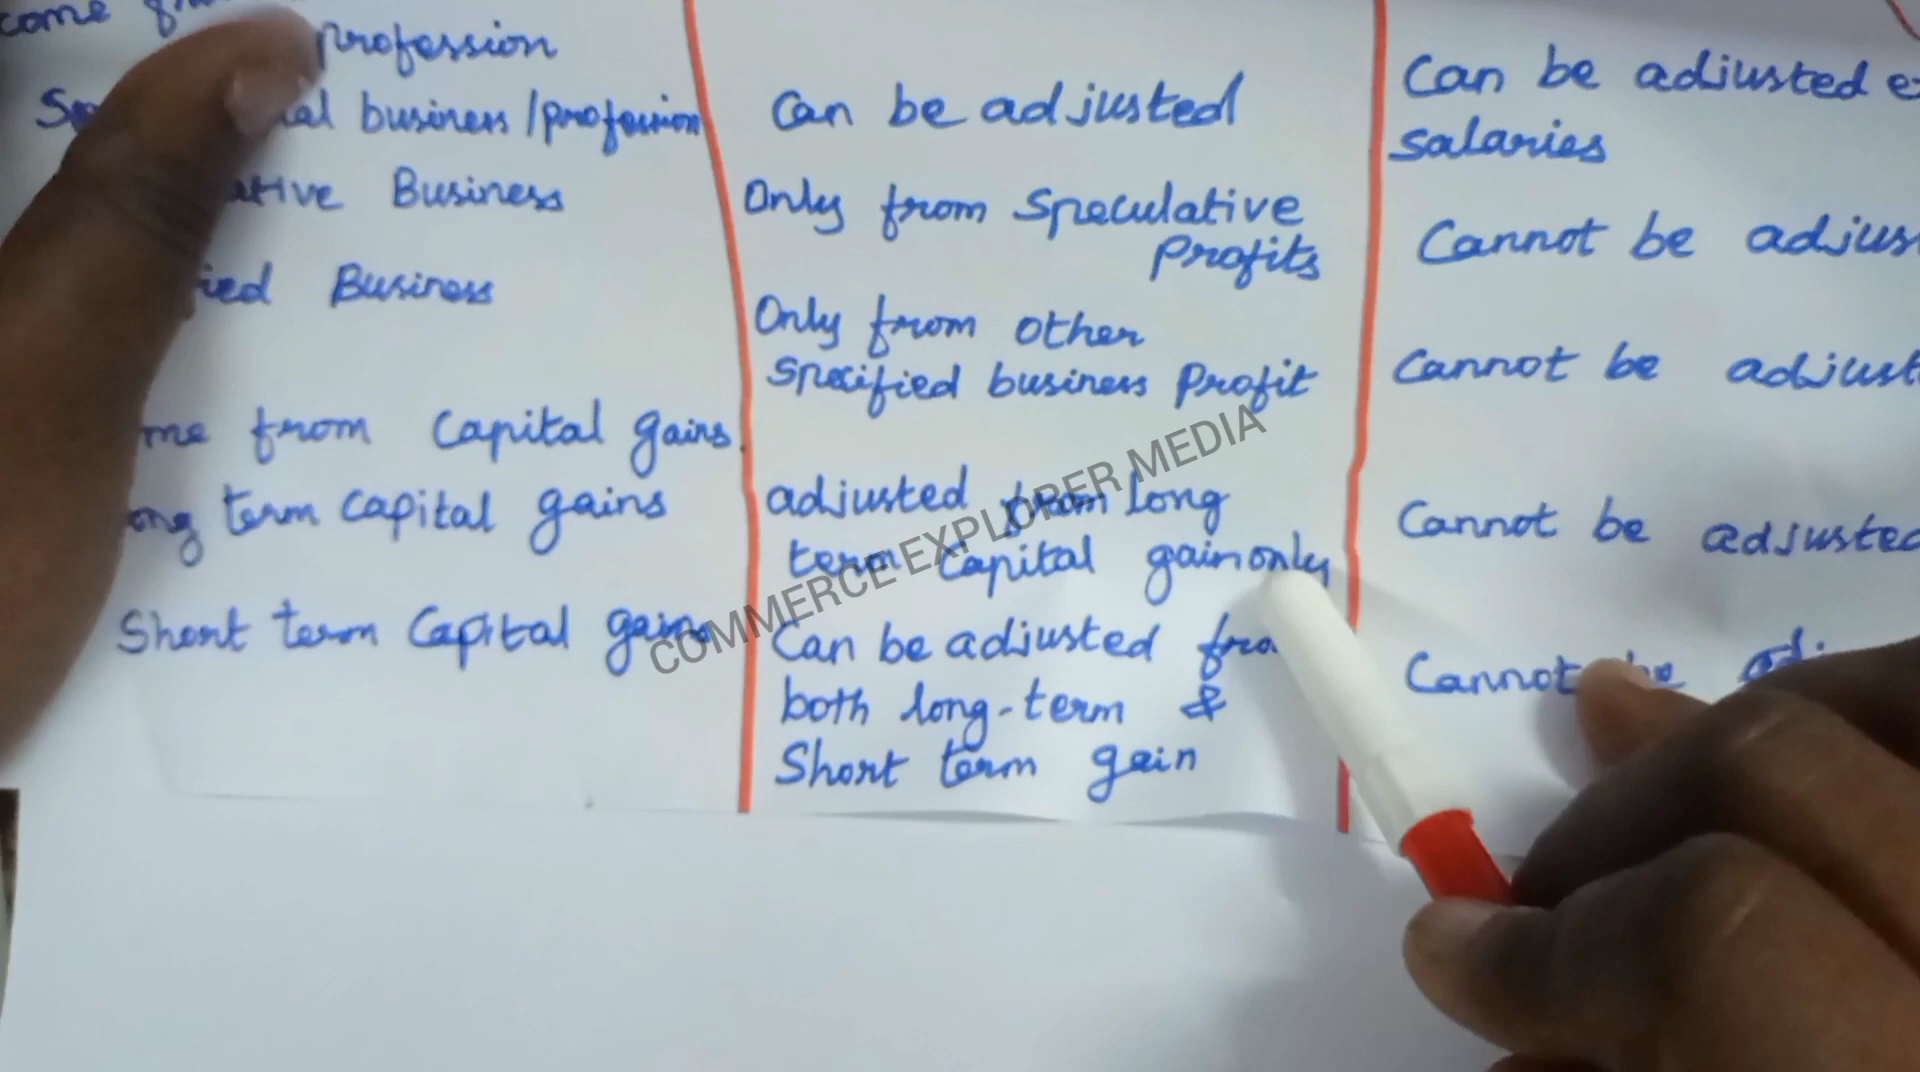 profession
business / profession
Business
Business
from Capital gains.
term Capital gains
Short term Capital gains
Can be adjusted
Only from Speculative
Profits
Only from other
Specified business Profit
adjusted from Long
term Capital gain only
Can be adjusted
both long-term &
Short term gain
Can be adjusted
Salaries
Cannot be
Cannot be
Cannot be adjusted
Cannot be
COMMERCE EXPLORER MEDIA